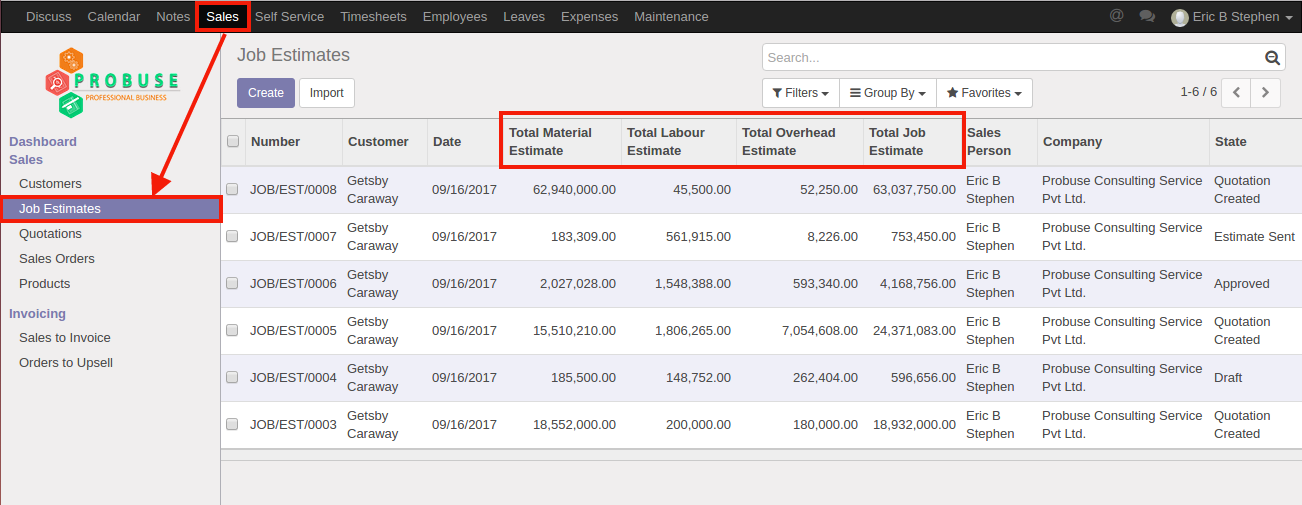 Discuss Calendar Notes Sales Self Service Timesheets Employees Leaves Expenses Maintenance @ Eric B Stephen
PROBUSE
PROFESSIONAL BUSINESS
Dashboard
Sales
Customers
Job Estimates
Quotations
Sales Orders
Products
Invoicing
Sales to Invoice
Orders to Upsell
Job Estimates
Search...
Create Import Filters Group By Favorites 1-6 / 6
Number Customer Date Total Material Estimate Total Labour Estimate Total Overhead Estimate Total Job Estimate Sales Person Company State
JOB/EST/0008 Getsby Caraway 09/16/2017 62,940,000.00 45,500.00 52,250.00 63,037,750.00 Eric B Stephen Probuse Consulting Service Pvt Ltd. Quotation Created
JOB/EST/0007 Getsby Caraway 09/16/2017 183,309.00 561,915.00 8,226.00 753,450.00 Eric B Stephen Probuse Consulting Service Pvt Ltd. Estimate Sent
JOB/EST/0006 Getsby Caraway 09/16/2017 2,027,028.00 1,548,388.00 593,340.00 4,168,756.00 Eric B Stephen Probuse Consulting Service Pvt Ltd. Approved
JOB/EST/0005 Getsby Caraway 09/16/2017 15,510,210.00 1,806,265.00 7,054,608.00 24,371,083.00 Eric B Stephen Probuse Consulting Service Pvt Ltd. Quotation Created
JOB/EST/0004 Getsby Caraway 09/16/2017 185,500.00 148,752.00 262,404.00 596,656.00 Eric B Stephen Probuse Consulting Service Pvt Ltd. Draft
JOB/EST/0003 Getsby Caraway 09/16/2017 18,552,000.00 200,000.00 180,000.00 18,932,000.00 Eric B Stephen Probuse Consulting Service Pvt Ltd. Quotation Created